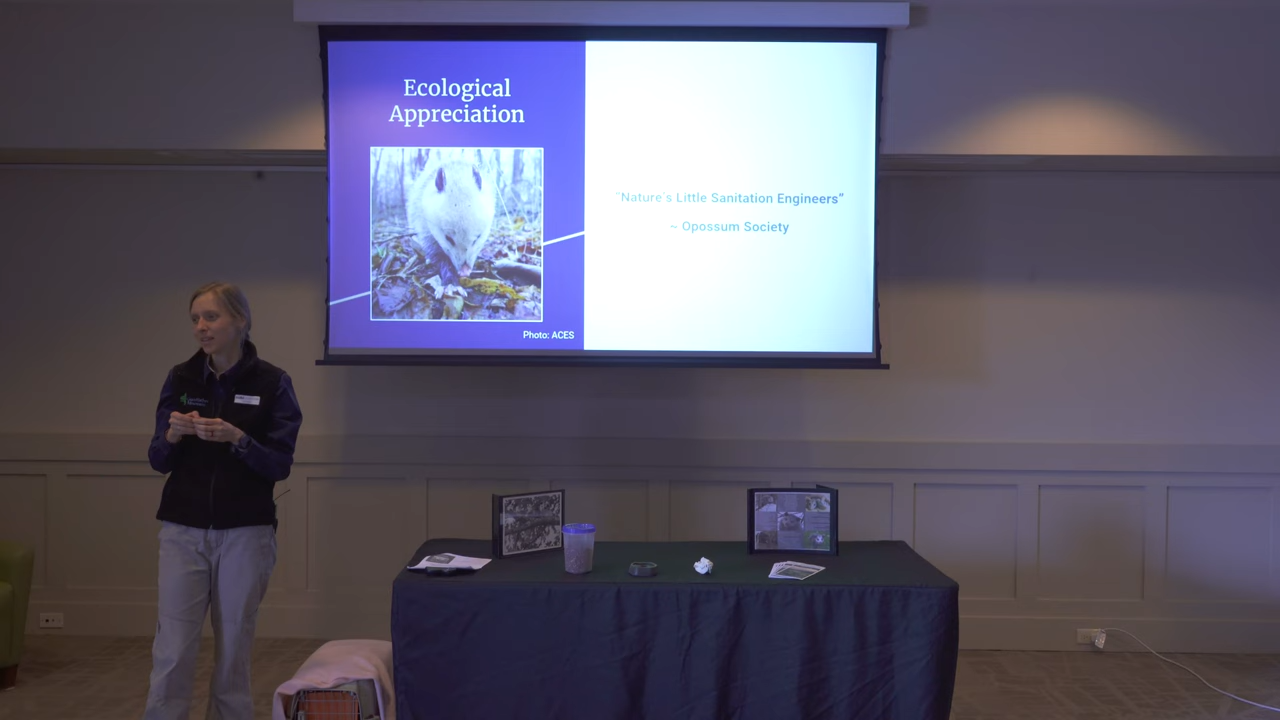 Ecological
Appreciation
Photo: ACES
"Nature's Little Sanitation Engineers"
~ Opossum Society